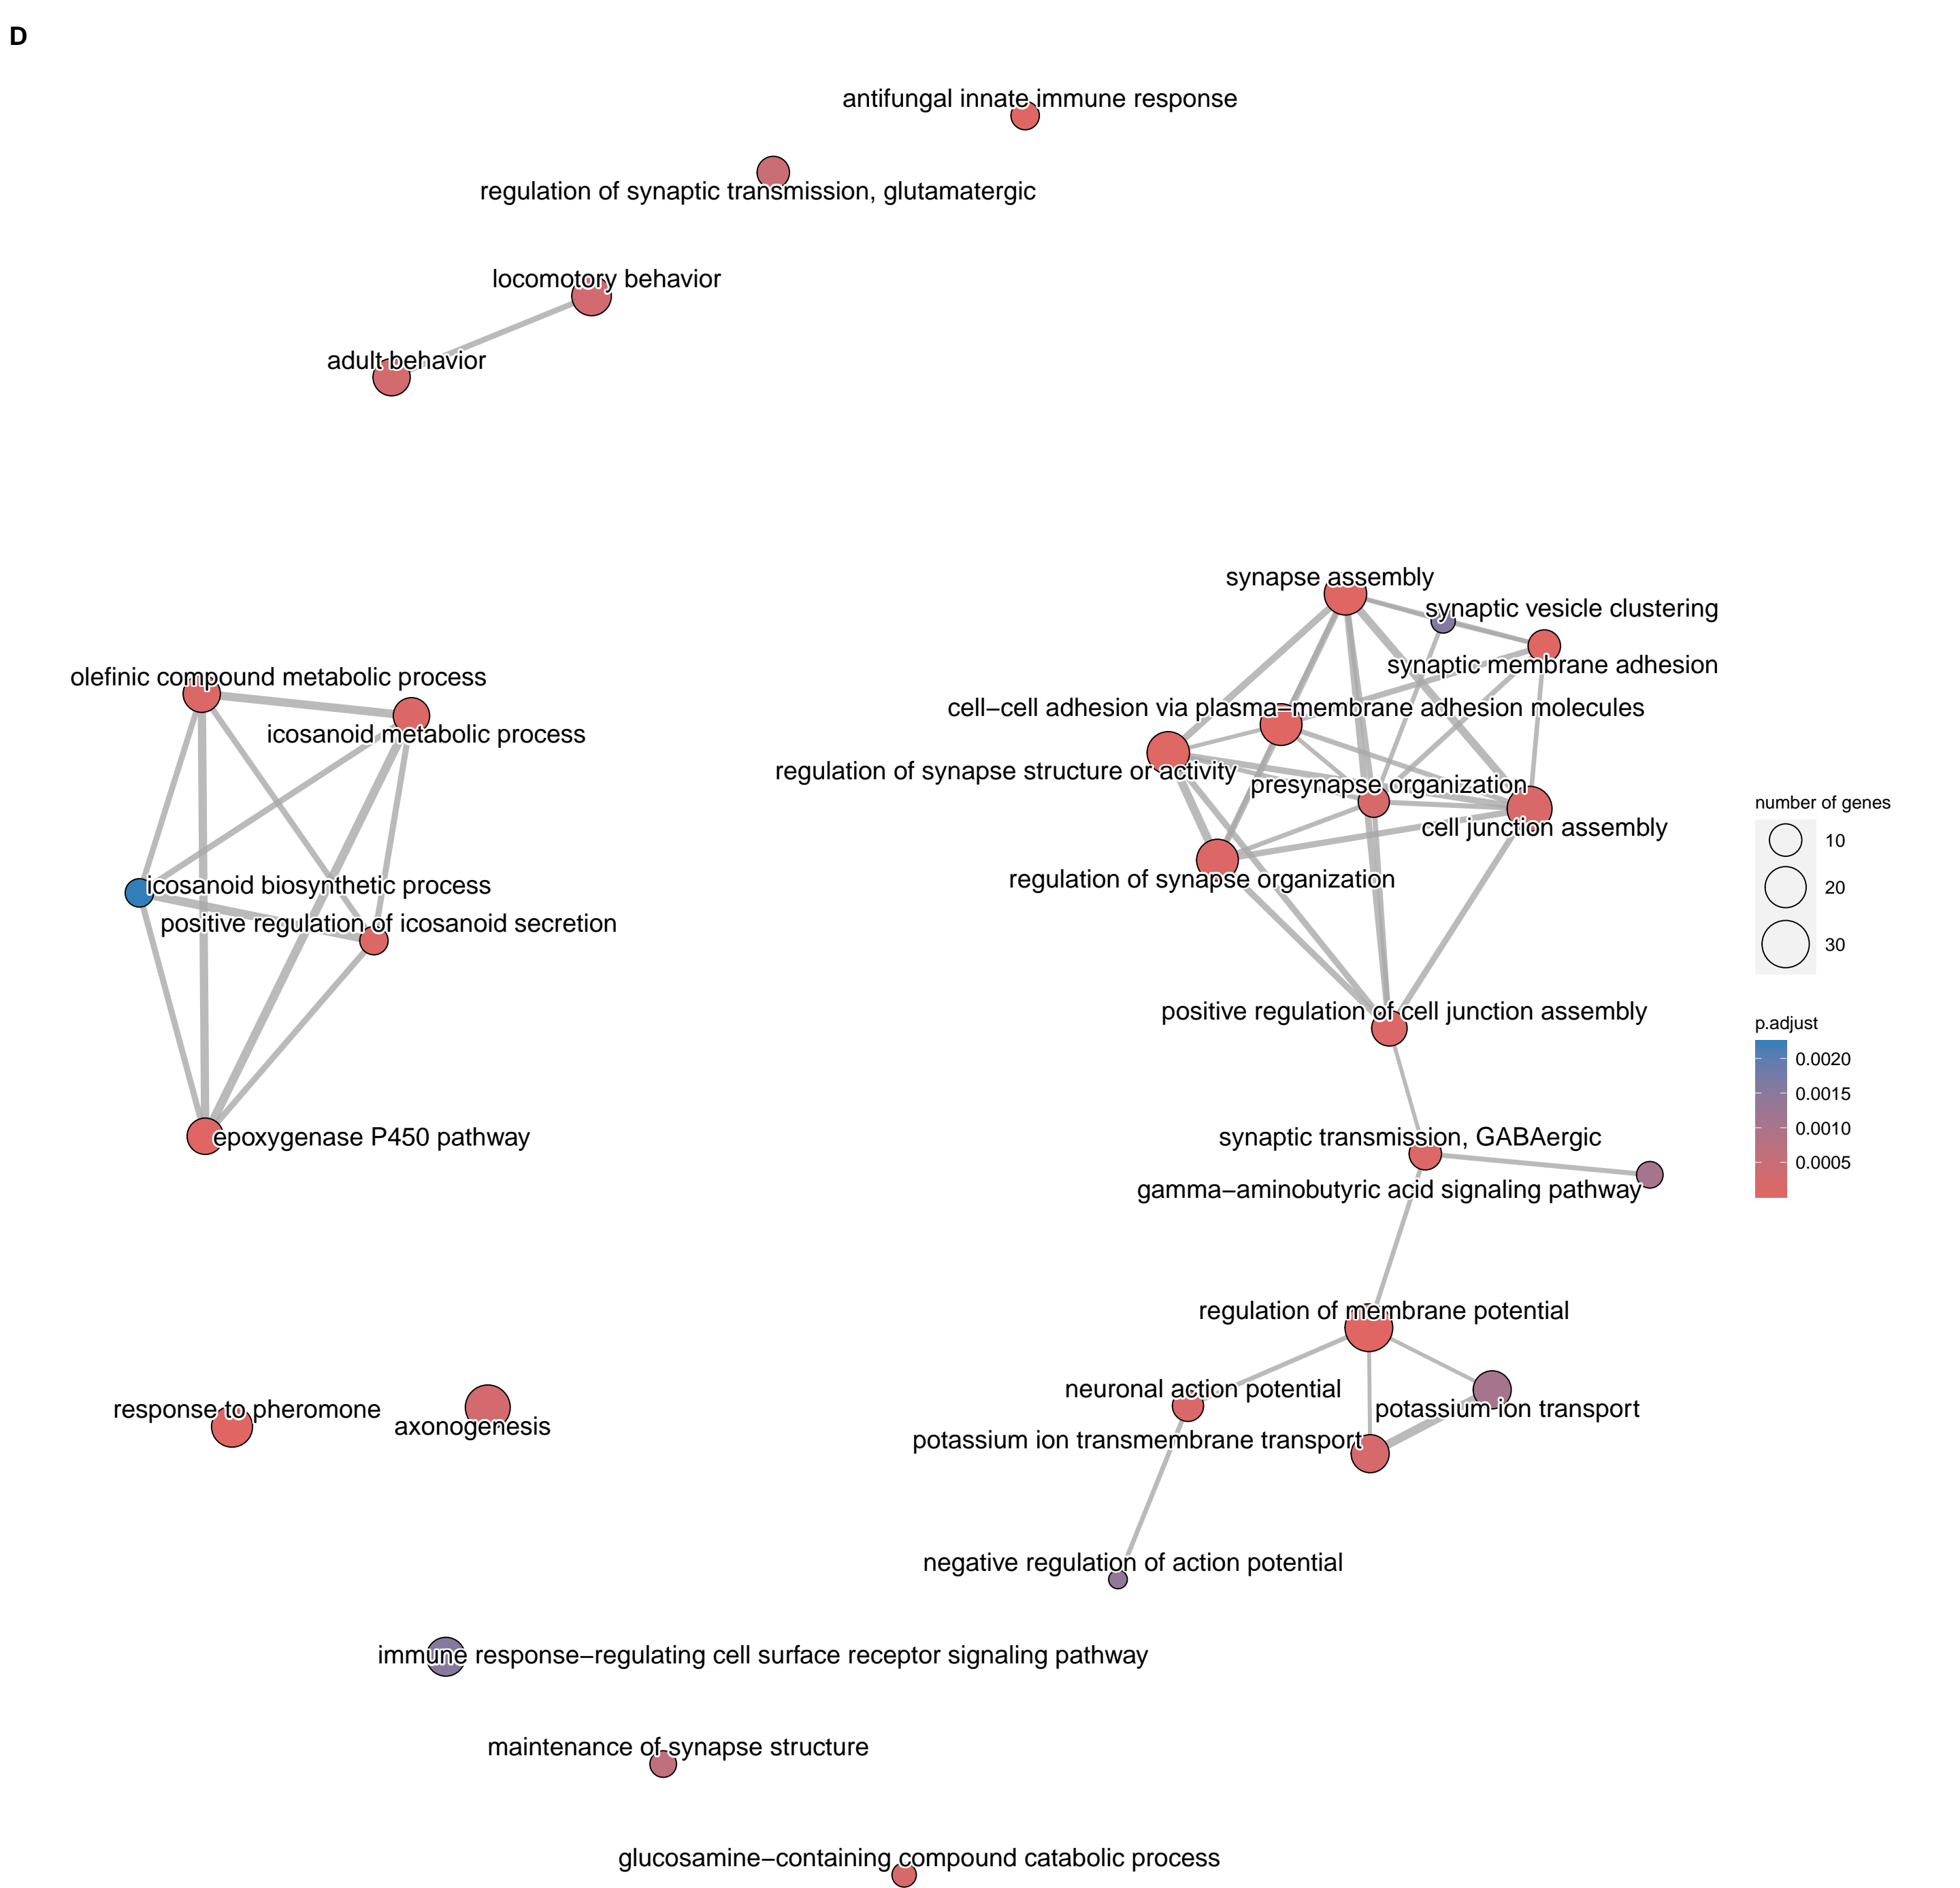 D
antifungal innate immune response
regulation of synaptic transmission, glutamatergic
locomotory behavior
adult behavior
synapse assembly
synaptic vesicle clustering
synaptic membrane adhesion
olefinic compound metabolic process
cell−cell adhesion via plasma=membrane adhesion molecules
icosanoid metabolic process
regulation of synapse structure or activity
presynapse organization
number of genes
10
cell junction assembly
regulation of synapse organization
20
icosanoid biosynthetic process
positive regulation of icosanoid secretion
30
positive regulation of cell junction assembly
p.adjust
0.0020
0.0015
0.0010
0.0005
epoxygenase P450 pathway
synaptic transmission, GABAergic
gamma−aminobutyric acid signaling pathway
regulation of membrane potential
neuronal action potential
response to pheromone
potassium ion transport
axonogenesis
potassium ion transmembrane transport
negative regulation of action potential
immune response−regulating cell surface receptor signaling pathway
maintenance of synapse structure
glucosamine−containing compound catabolic process